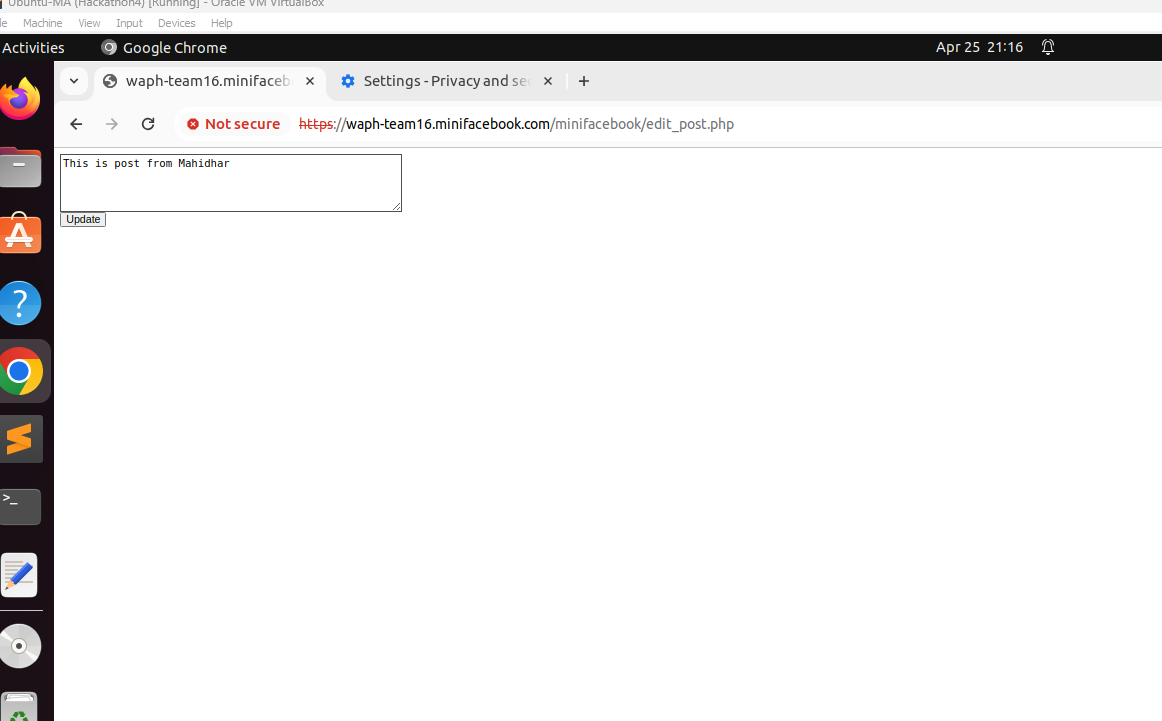 Ubuntu-MA (Hackathon4) [Running] - Oracle VM VirtualBox
Machine View Input Devices Help
Activities Google Chrome Apr 25 21:16
waph-team16.minifaceb Settings - Privacy and se
Not secure https://waph-team16.minifacebook.com/minifacebook/edit_post.php
This is post from Mahidhar
Update
?
>_